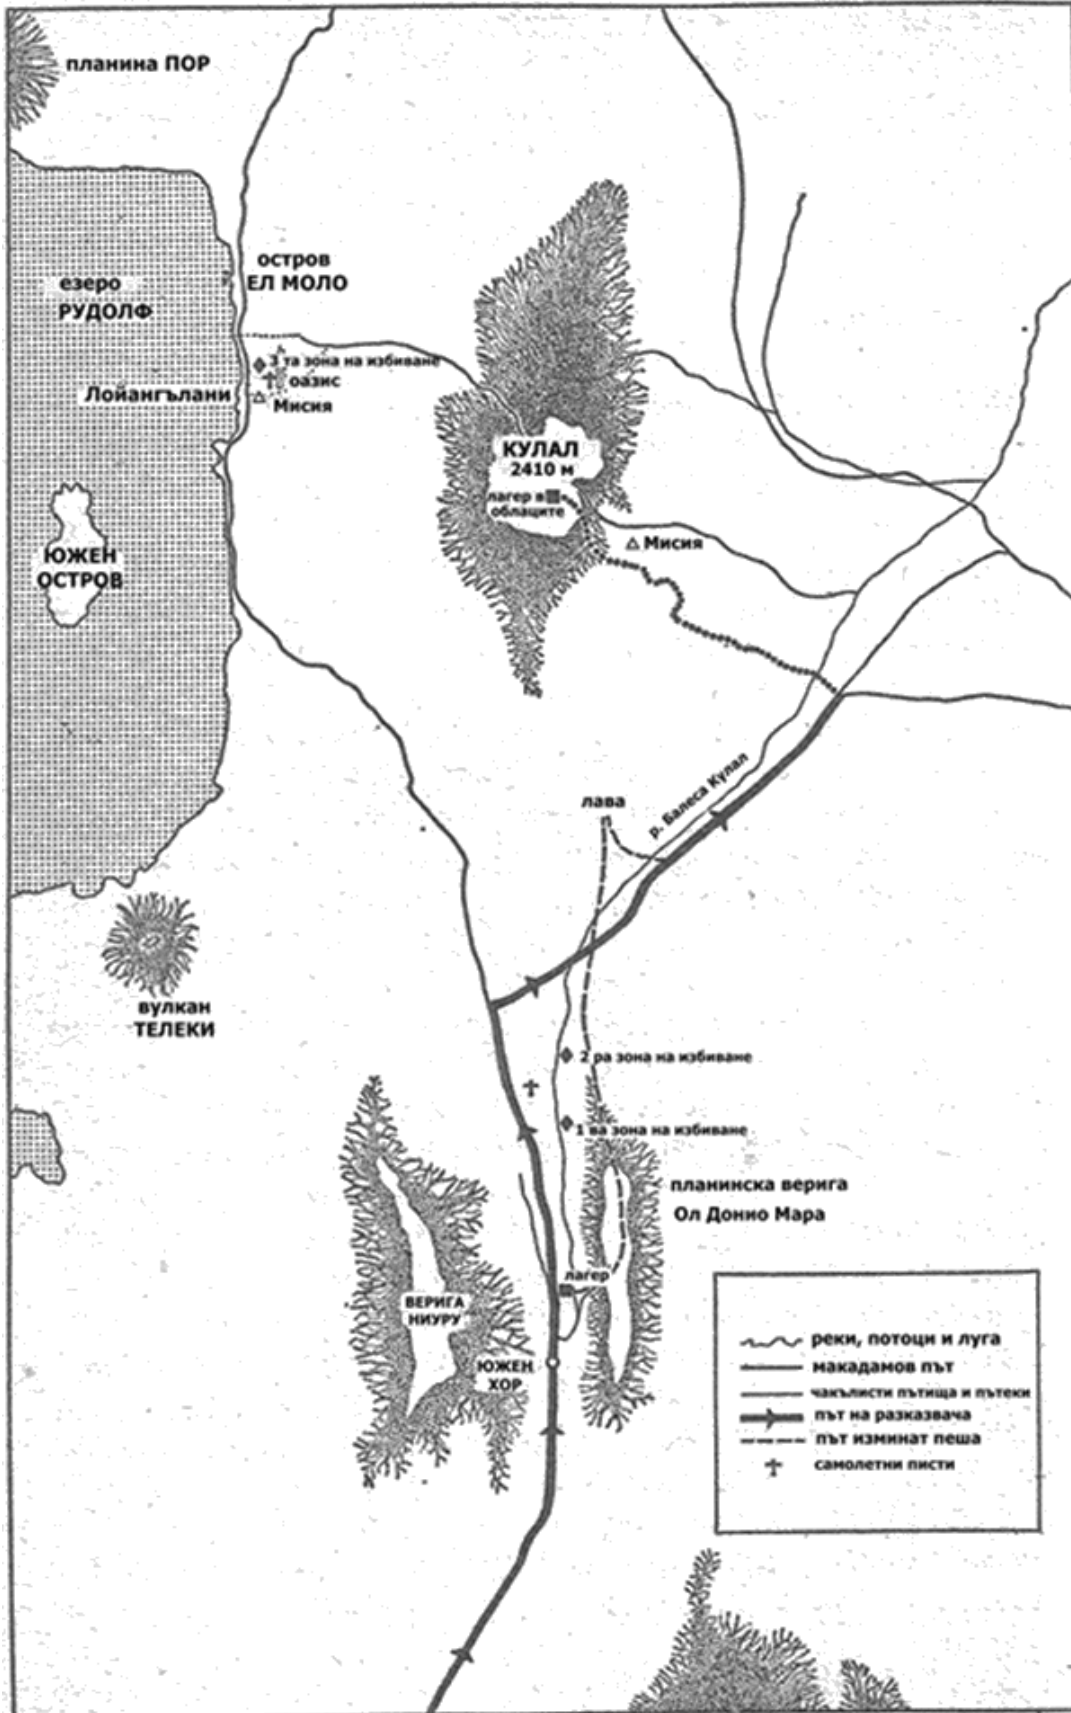 планина ПОР
остров
ЕЛ МОЛО
езеро
РУДОЛФ
3 та зона на избиване
оазис
Лойангълани
Мисия
КУЛАЛ
2410 м
лагер в
облаците
Мисия
ЮЖЕН
ОСТРОВ
р. Балеса Кулал
лава
вулкан
ТЕЛЕКИ
2 ра зона на избиване
1 ва зона на избиване
планинска верига
Ол Донио Мара
лагер
ВЕРИГА
НИУРУ
ЮЖЕН
ХОР
реки, потоци и луга
макадамов път
чакълисти пътища и пътеки
път на разказвача
път изминат пеша
самолетни писти